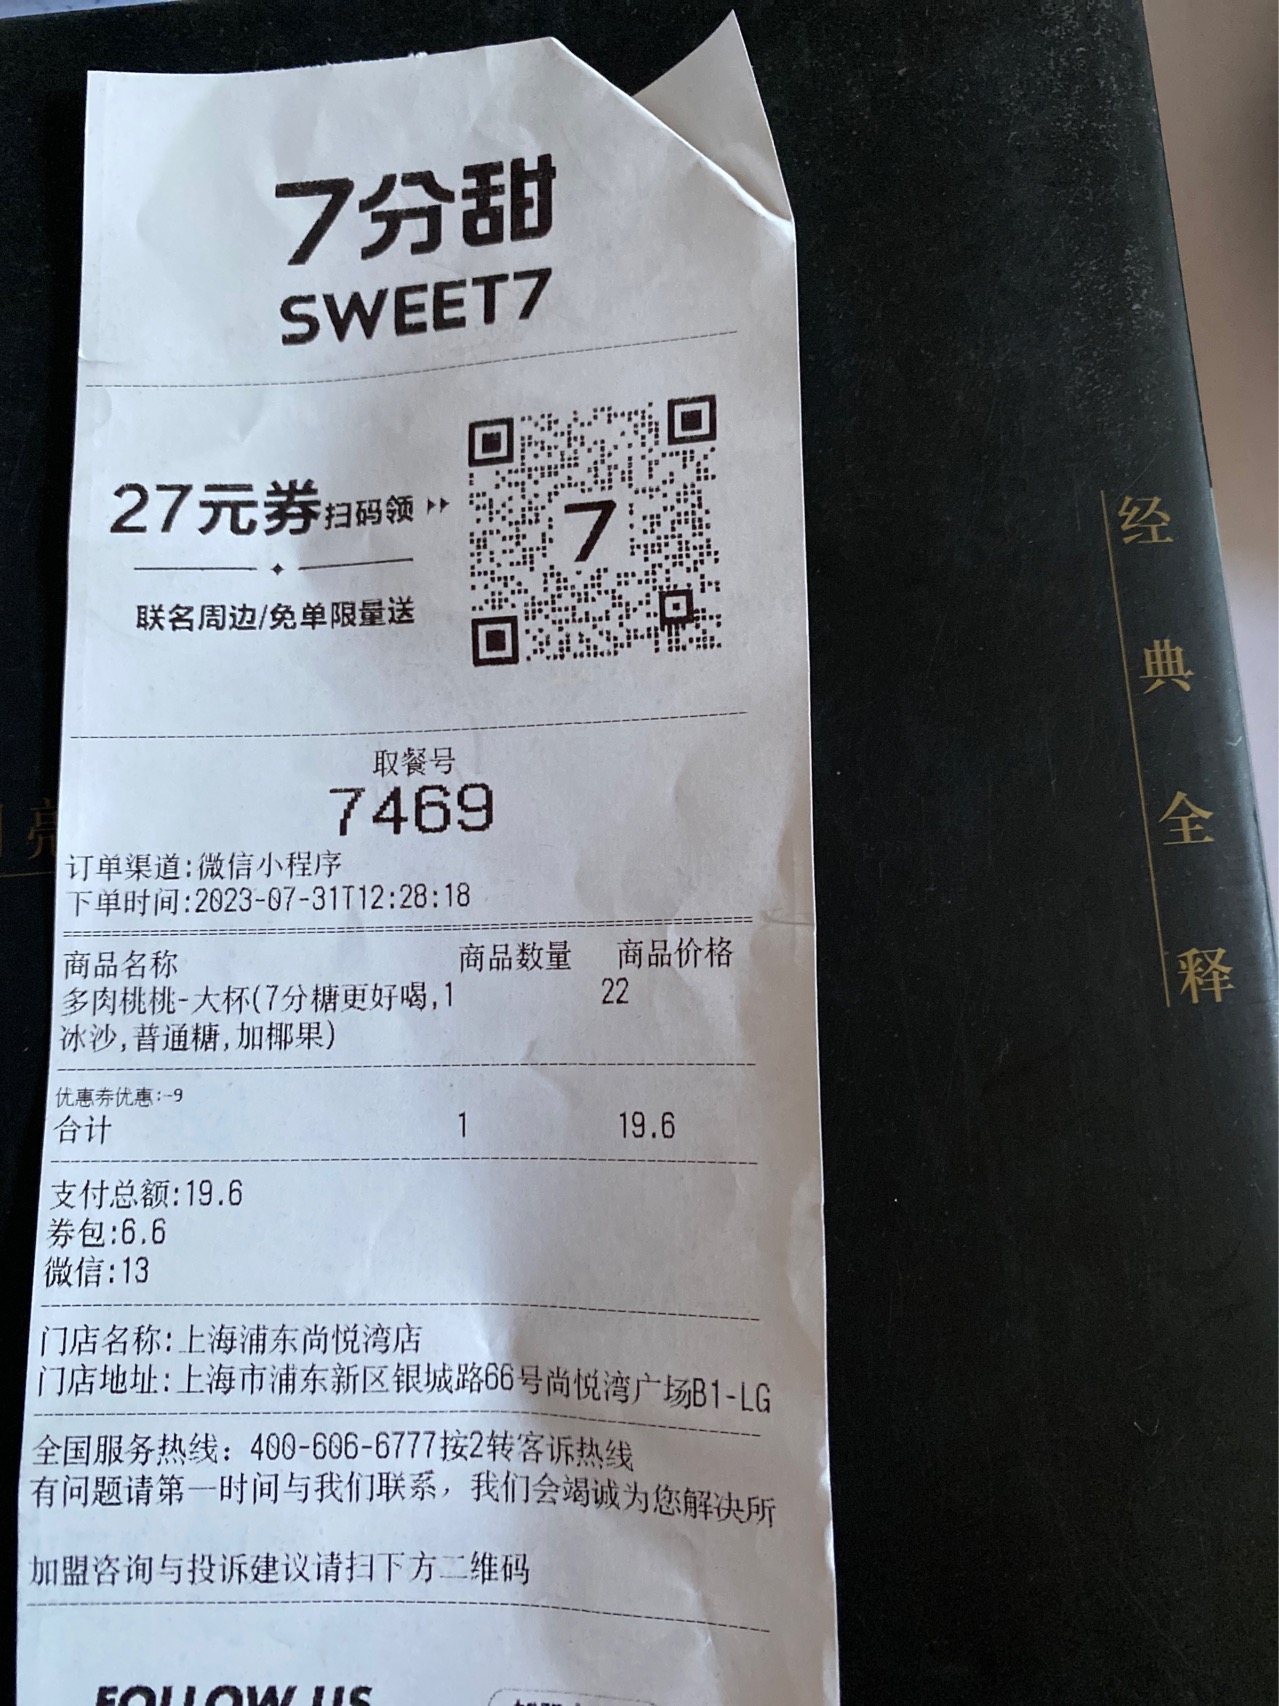 7分甜
SWEET7
27元券扫码领
联名周边/免单限量送
7
取餐号
7469
订单渠道:微信小程序
下单时间:2023-07-31T12:28:18
商品名称 商品数量 商品价格
多肉桃桃-大杯(7分糖更好喝,1 22
冰沙,普通糖,加椰果)
优惠券优惠:-9
合计 1 19.6
支付总额:19.6
券包:6.6
微信:13
门店名称:上海浦东尚悦湾店
门店地址:上海市浦东新区银城路66号尚悦湾广场B1-LG
全国服务热线：400-606-6777按2转客诉热线
有问题请第一时间与我们联系，我们会竭诚为您解决所
加盟咨询与投诉建议请扫下方二维码
FOLLOW US
经典全释
亮